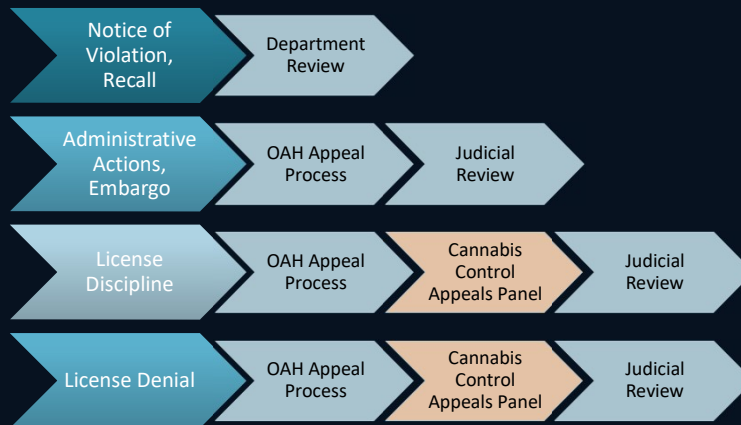 Notice of
Violation,
Recall
Department
Review
Administrative
Actions,
Embargo
OAH Appeal
Process
Judicial
Review
License
Discipline
OAH Appeal
Process
Cannabis
Control
Appeals Panel
Judicial
Review
License Denial
OAH Appeal
Process
Cannabis
Control
Appeals Panel
Judicial
Review